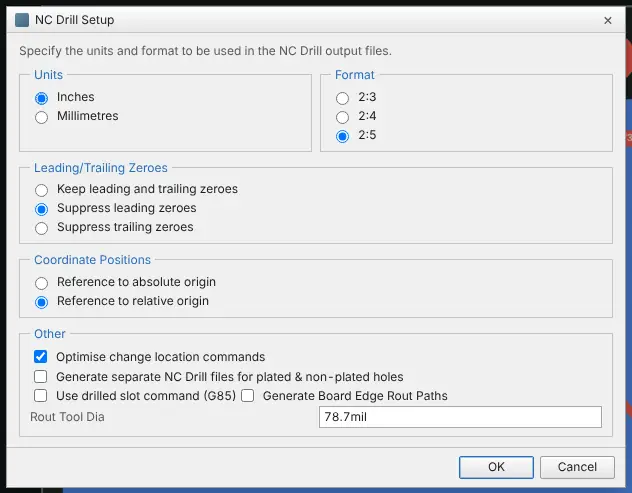 NC Drill Setup
Specify the units and format to be used in the NC Drill output files.
Units
Inches
Millimetres
Format
2:3
2:4
2:5
Leading/Trailing Zeroes
Keep leading and trailing zeroes
Suppress leading zeroes
Suppress trailing zeroes
Coordinate Positions
Reference to absolute origin
Reference to relative origin
Other
Optimise change location commands
Generate separate NC Drill files for plated & non-plated holes
Use drilled slot command (G85) Generate Board Edge Rout Paths
Rout Tool Dia 78.7mil
OK Cancel